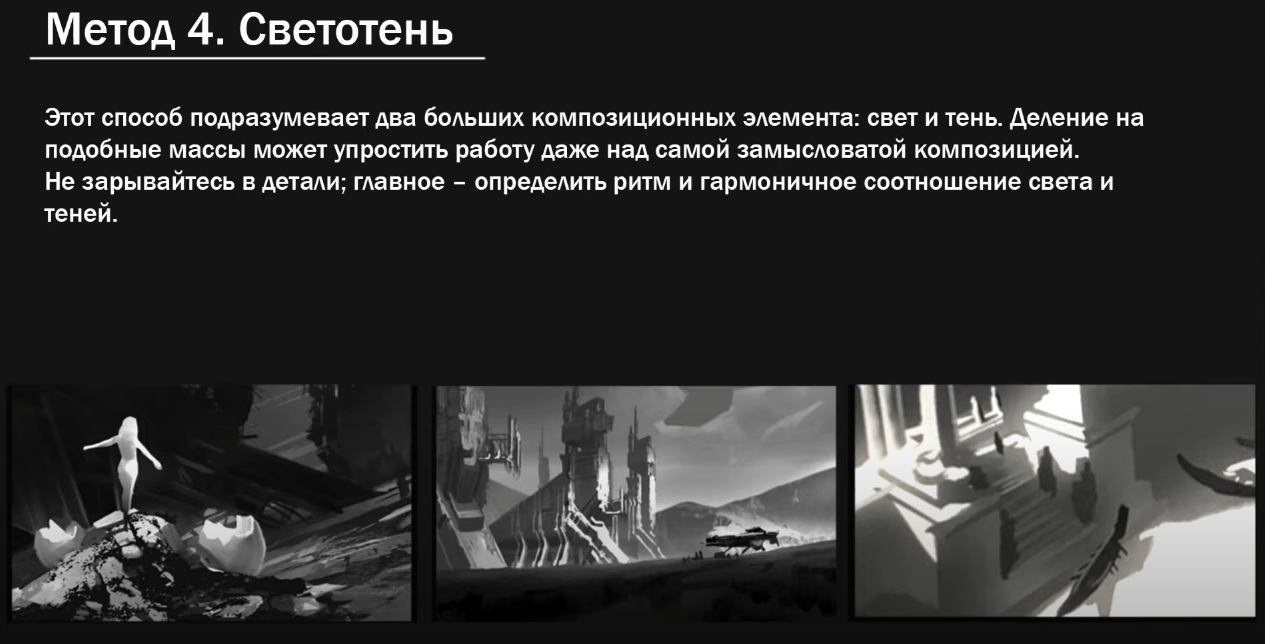 Метод 4. Светотень
Этот способ подразумевает два больших композиционных элемента: свет и тень. Деление на
подобные массы может упростить работу даже над самой замысловатой композицией.
Не зарывайтесь в детали; главное – определить ритм и гармоничное соотношение света и
теней.